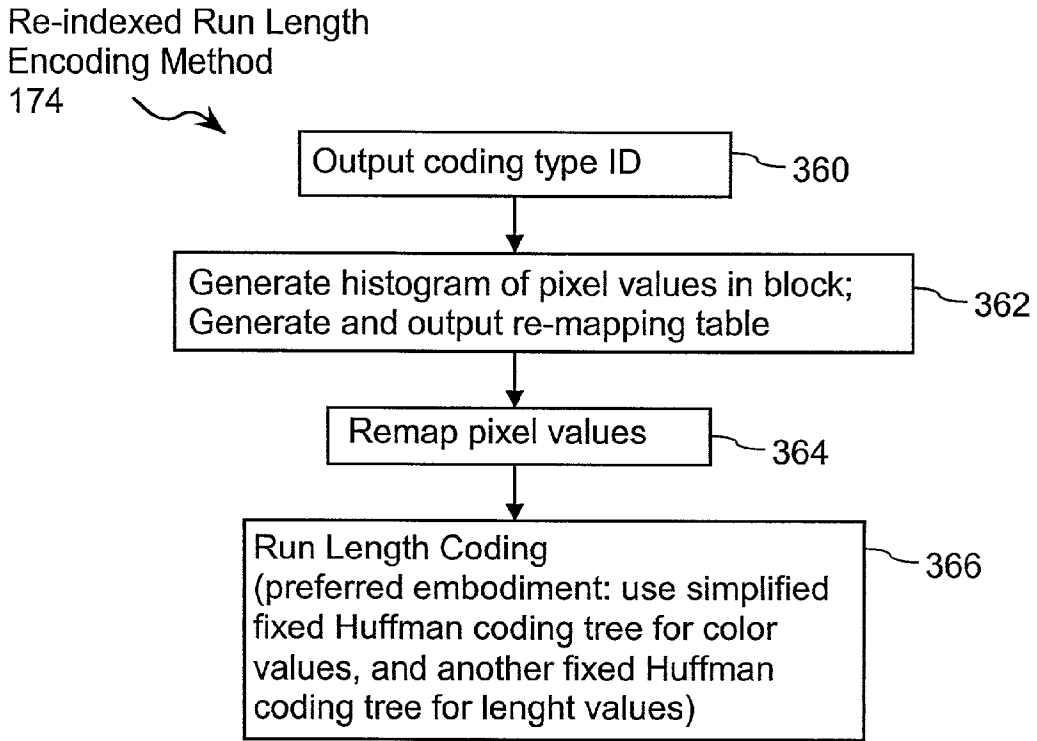 Re-indexed Run Length
Encoding Method
174
Output coding type ID
360
Generate histogram of pixel values in block;
Generate and output re-mapping table
362
Remap pixel values
364
Run Length Coding
(preferred embodiment: use simplified
fixed Huffman coding tree for color
values, and another fixed Huffman
coding tree for lenght values)
366